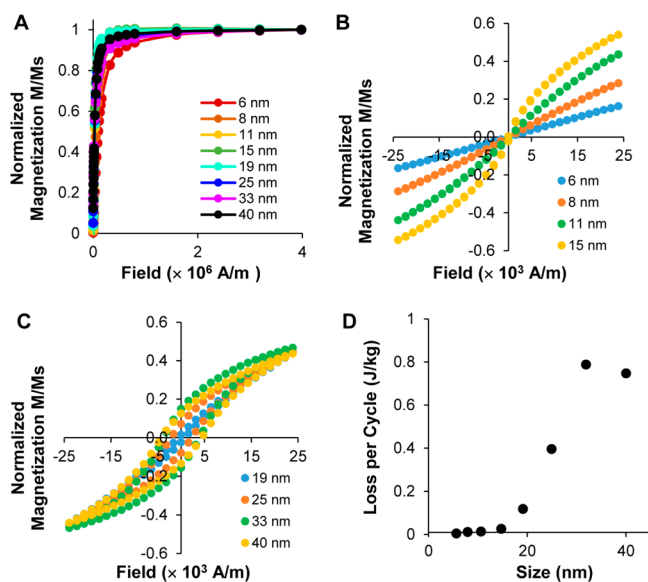 A
Normalized
Magnetization M/Ms
1
0.8
0.6
0.4
0.2
0
6 nm
8 nm
11 nm
15 nm
19 nm
25 nm
33 nm
40 nm
0 2 4
Field (× 10⁶ A/m )
B
Normalized
Magnetization M/Ms
0.6
0.4
0.2
0.0
-25 -15 -5 5 15 25
-0.2
-0.4
-0.6
6 nm
8 nm
11 nm
15 nm
Field (× 10³ A/m)
C
Normalized
Magnetization M/Ms
0.6
0.4
0.2
0.0
-25 -15 -5 5 15 25
-0.2
-0.4
-0.6
19 nm
25 nm
33 nm
40 nm
Field (× 10³ A/m)
D
Loss per Cycle (J/kg)
1
0.8
0.6
0.4
0.2
0
0 20 40
Size (nm)